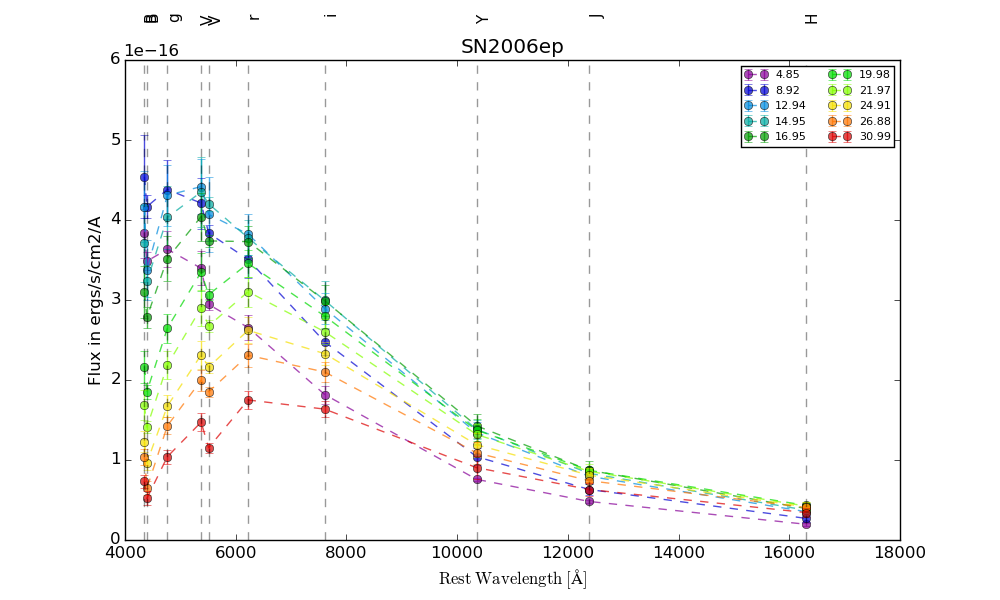 B B g V V r i Y J H
1e−16
SN2006ep
6
5
4
3
2
1
0
Flux in ergs/s/cm2/A
4.85 19.98
8.92 21.97
12.94 24.91
14.95 26.88
16.95 30.99
4000 6000 8000 10000 12000 14000 16000 18000
Rest Wavelength [Å]